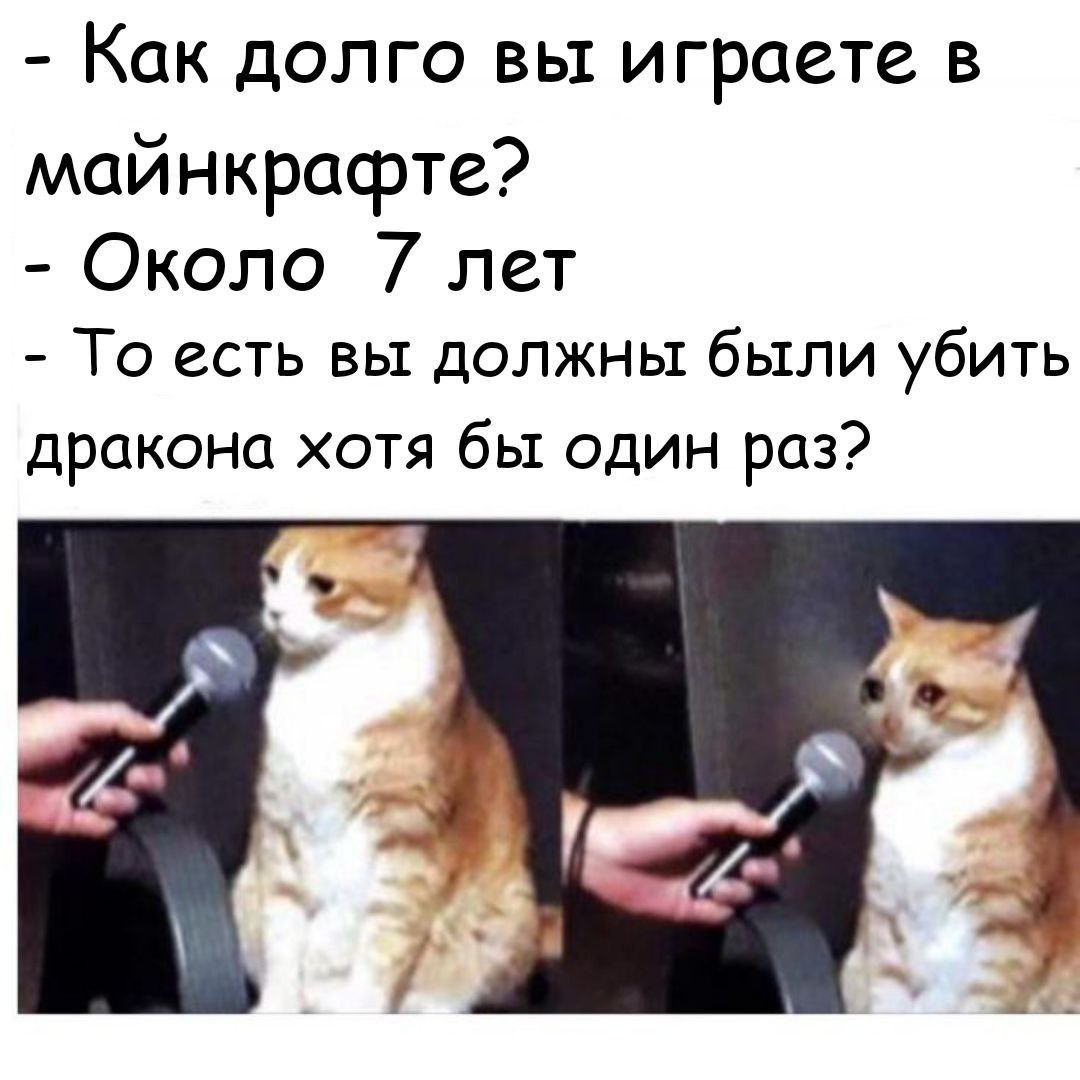 - Как долго вы играете в
майнкрафте?
- Около 7 лет
- То есть вы должны были убить
дракона хотя бы один раз?